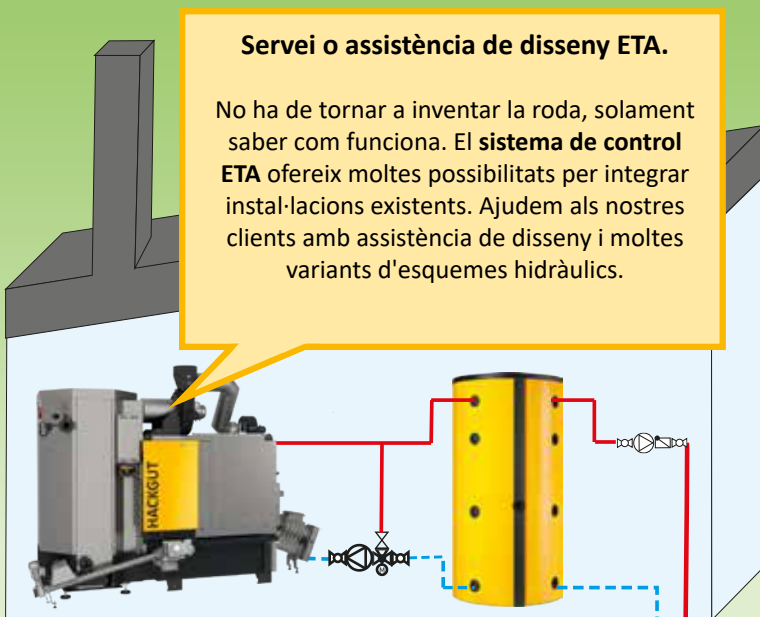 Servei o assistència de disseny ETA.
No ha de tornar a inventar la roda, solament
saber com funciona. El sistema de control
ETA ofereix moltes possibilitats per integrar
instal·lacions existents. Ajudem als nostres
clients amb assistència de disseny i moltes
variants d'esquemes hidràulics.
HACKGUT
M